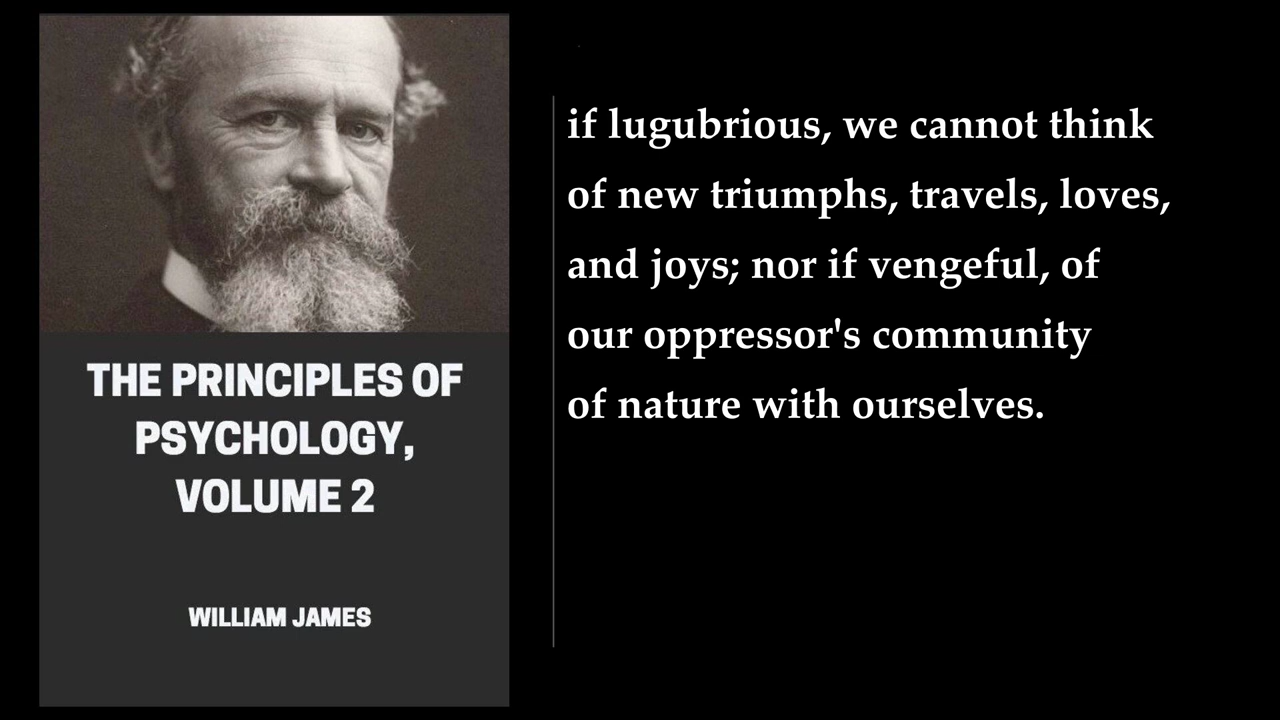 THE PRINCIPLES OF
PSYCHOLOGY,
VOLUME 2
WILLIAM JAMES
if lugubrious, we cannot think
of new triumphs, travels, loves,
and joys; nor if vengeful, of
our oppressor's community
of nature with ourselves.